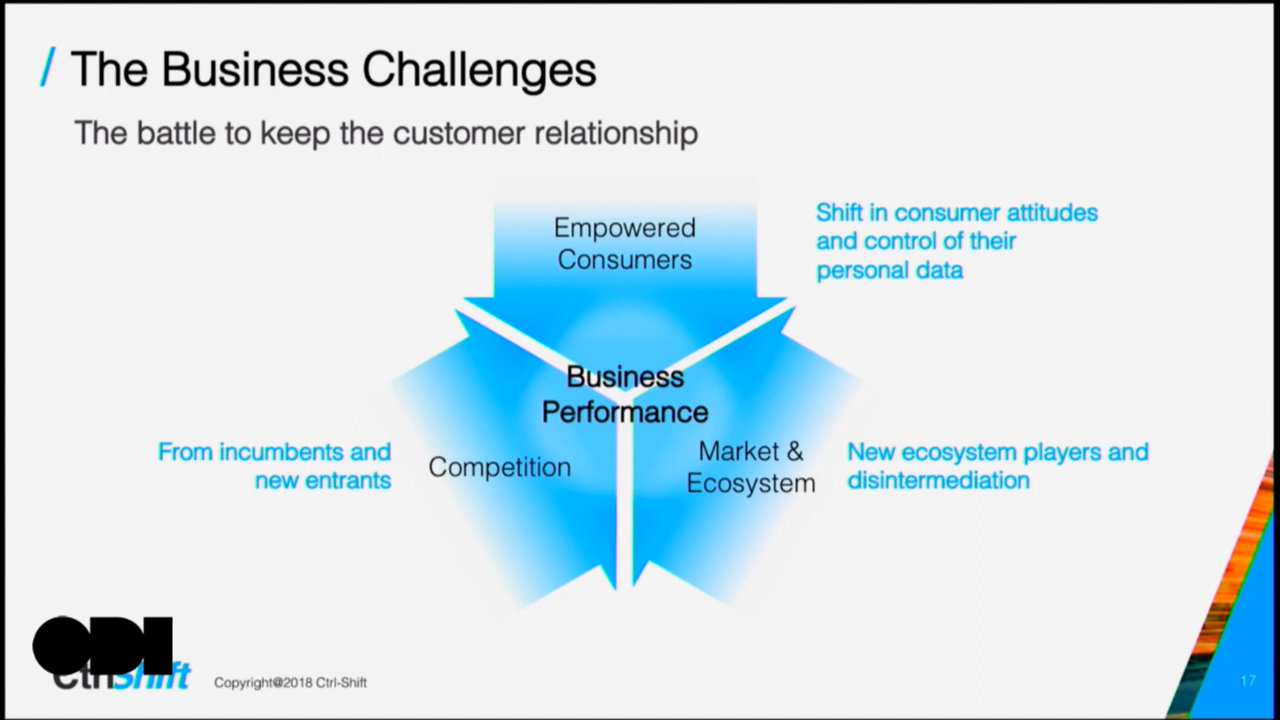 / The Business Challenges
The battle to keep the customer relationship
Empowered
Consumers
Shift in consumer attitudes
and control of their
personal data
Business
Performance
From incumbents and
new entrants
Competition
Market &
Ecosystem
New ecosystem players and
disintermediation
ODI
CtrlShift
Copyright@2018 Ctrl-Shift
17